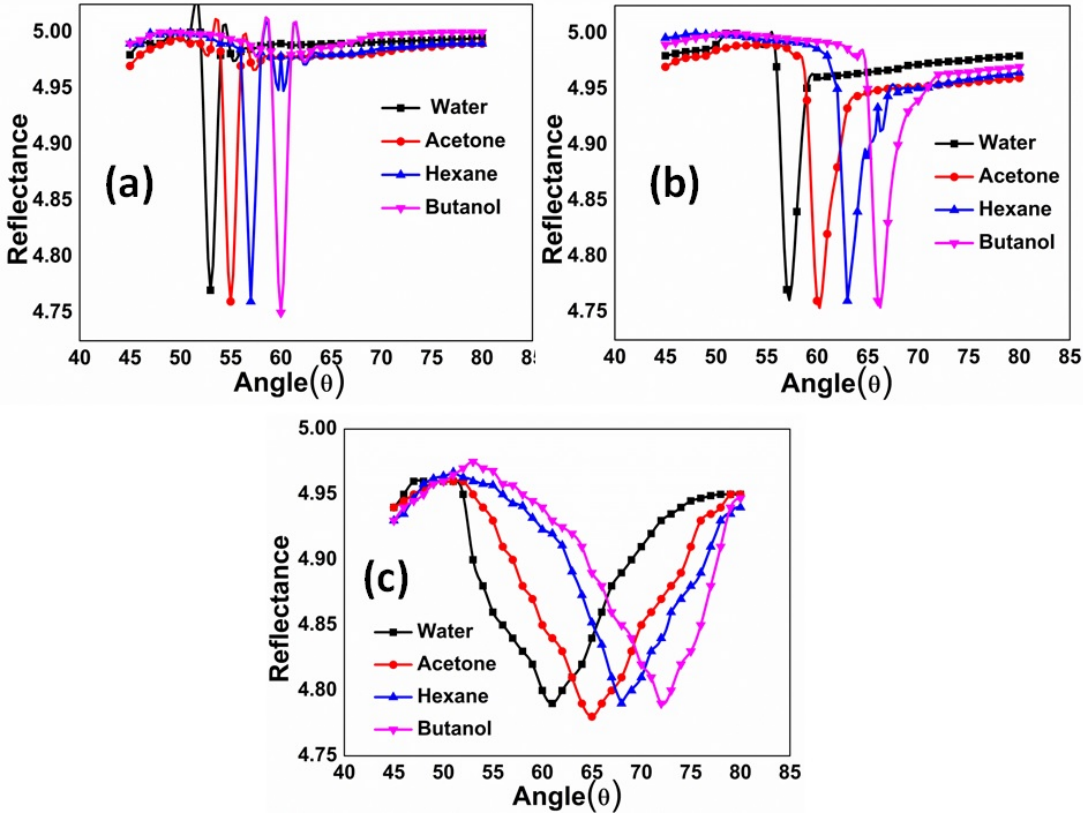 5.00
4.95
4.90
4.85
4.80
4.75
Reflectance
(a)
Water
Acetone
Hexane
Butanol
40 45 50 55 60 65 70 75 80 8
Angle(θ)
5.00
4.95
4.90
4.85
4.80
4.75
Reflectance
(b)
Water
Acetone
Hexane
Butanol
40 45 50 55 60 65 70 75 80 85
Angle(θ)
5.00
4.95
4.90
4.85
4.80
4.75
Reflectance
(c)
Water
Acetone
Hexane
Butanol
40 45 50 55 60 65 70 75 80 85
Angle(θ)